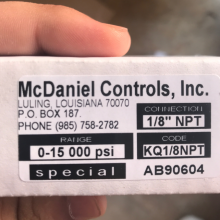 McDaniel Controls, Inc.
LULING, LOUISIANA 70070
P.O. BOX 187.
PHONE (985) 758-2782
CONNECTION
1/8" NPT
RANGE
0-15 000 psi
CODE
KQ1/8NPT
special
AB90604